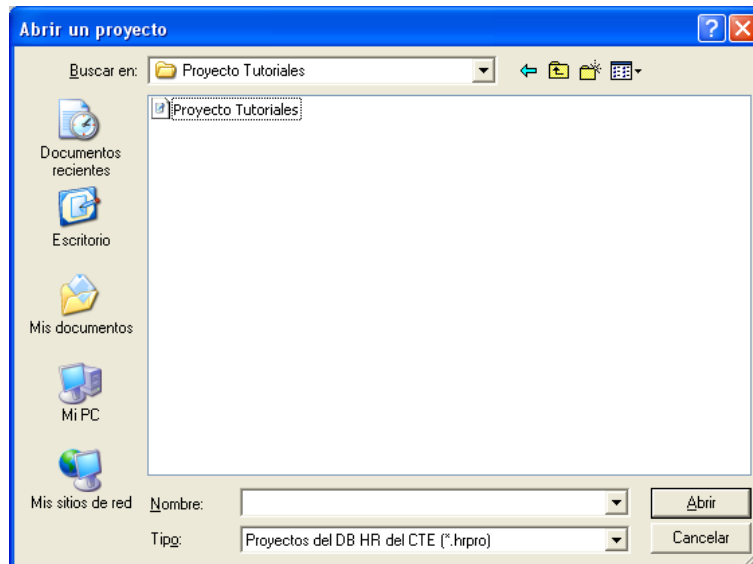 Abrir un proyecto
Buscar en: Proyecto Tutoriales
Proyecto Tutoriales
Documentos
recientes
Escritorio
Mis documentos
Mi PC
Mis sitios de red
Nombre:
Abrir
Tipo: Proyectos del DB HR del CTE (*.hrpro)
Cancelar